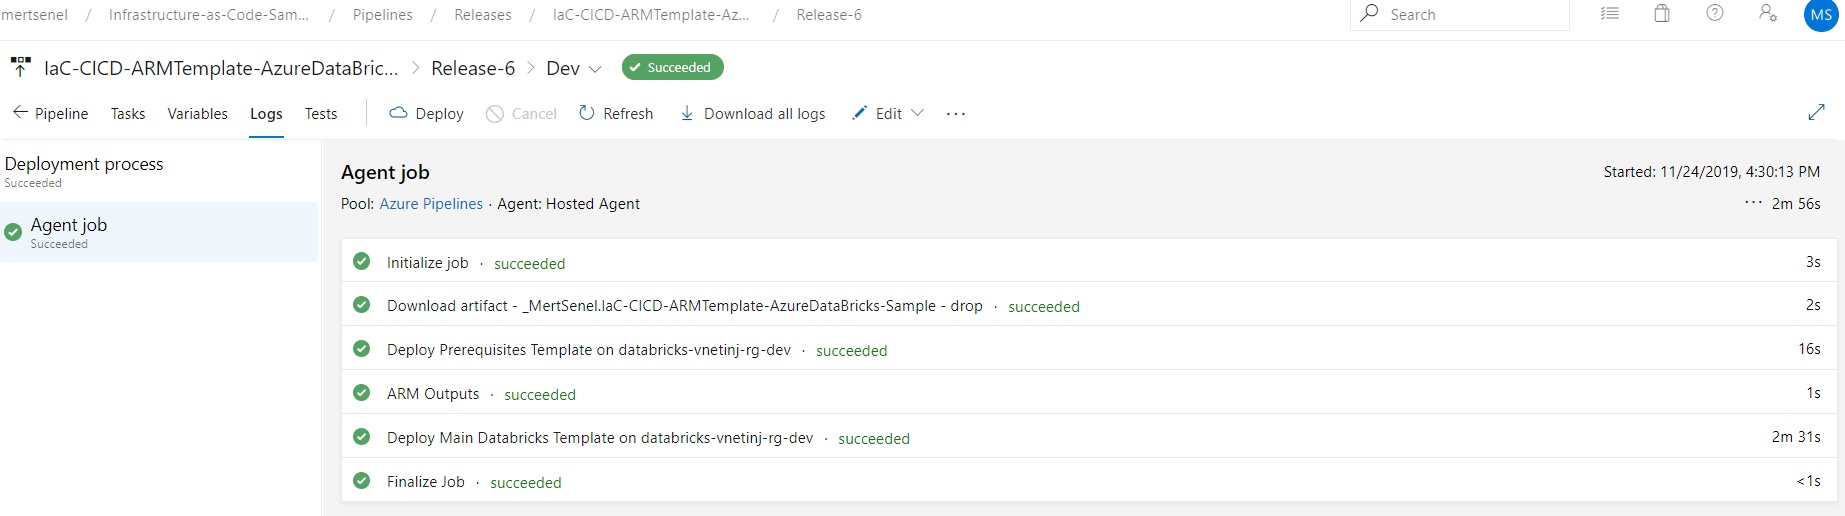 mertsenel / Infrastructure-as-Code-Sam... / Pipelines / Releases / IaC-CICD-ARMTemplate-Az... / Release-6
Search
MS
IaC-CICD-ARMTemplate-AzureDataBric... > Release-6 > Dev Succeeded
Pipeline Tasks Variables Logs Tests Deploy Cancel Refresh Download all logs Edit ...
Deployment process
Succeeded
Agent job
Succeeded
Agent job
Started: 11/24/2019, 4:30:13 PM
Pool: Azure Pipelines · Agent: Hosted Agent
... 2m 56s
Initialize job · succeeded 3s
Download artifact - _MertSenel.IaC-CICD-ARMTemplate-AzureDataBricks-Sample - drop · succeeded 2s
Deploy Prerequisites Template on databricks-vnetinj-rg-dev · succeeded 16s
ARM Outputs · succeeded 1s
Deploy Main Databricks Template on databricks-vnetinj-rg-dev · succeeded 2m 31s
Finalize Job · succeeded <1s